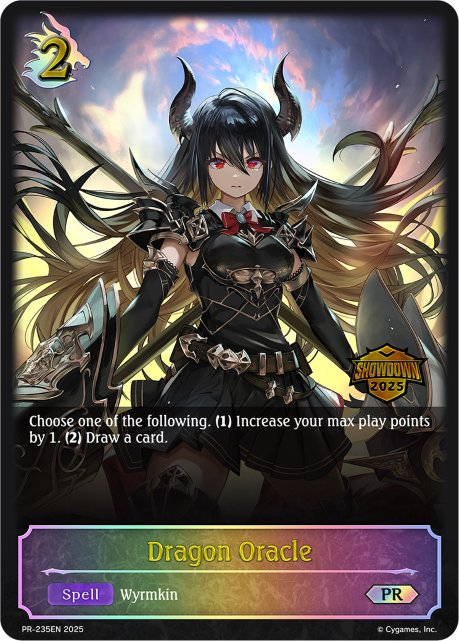 2
SHOWDOWN
2025
Choose one of the following. (1) Increase your max play points
by 1. (2) Draw a card.
Dragon Oracle
Spell Wyrmkin PR
PR-235EN 2025 © Cygames, Inc.